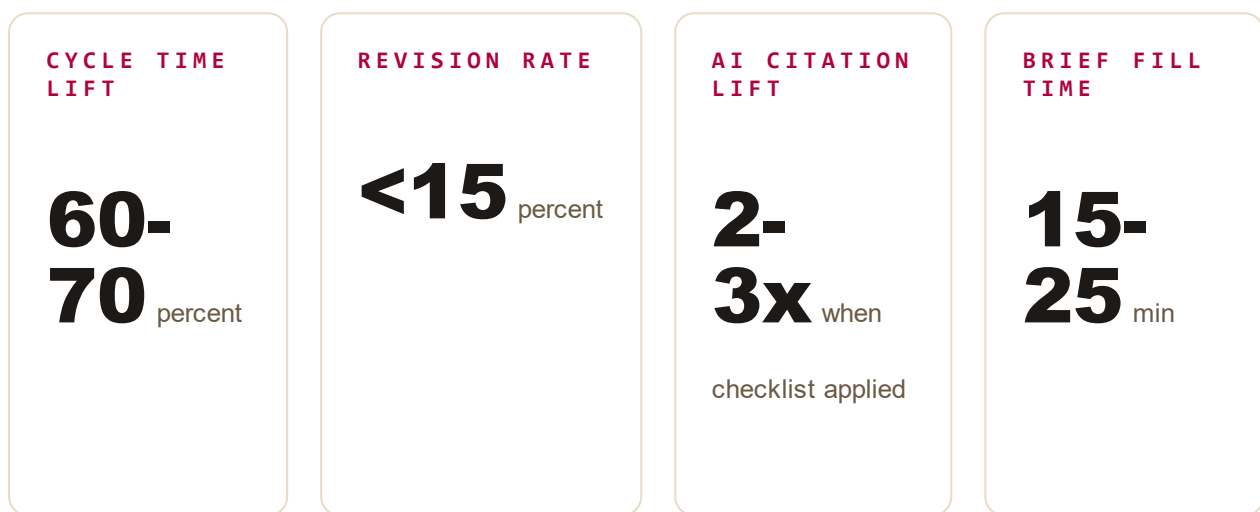 CYCLE TIME
LIFT
60-
70 percent
REVISION RATE
<15 percent
AI CITATION
LIFT
2-
3x when
checklist applied
BRIEF FILL
TIME
15-
25 min